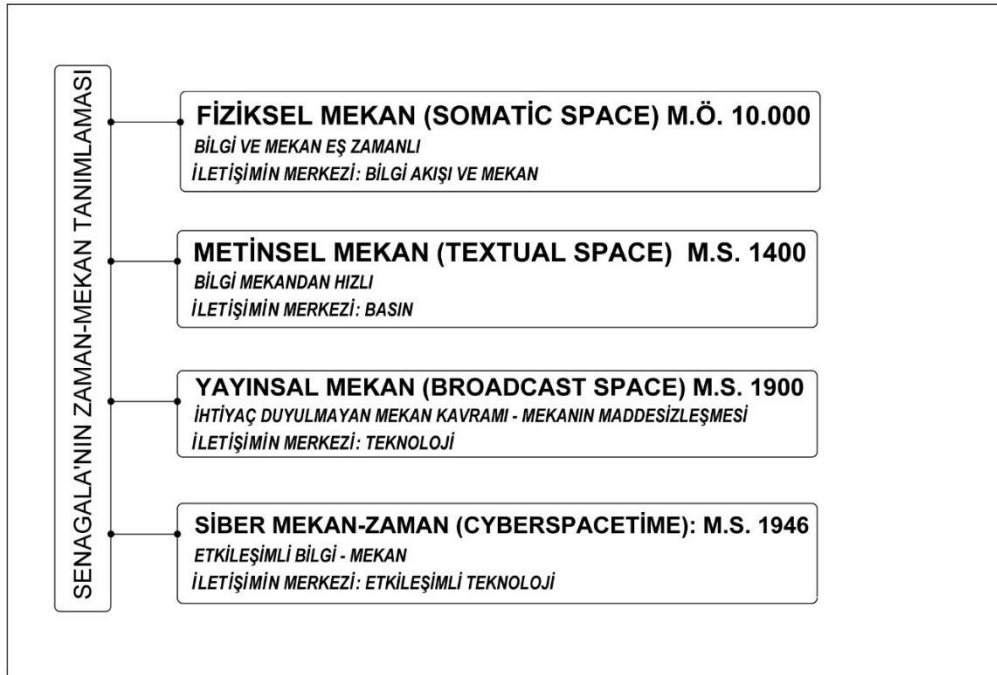 SENAGALA'NIN ZAMAN-MEKAN TANIMLAMASI
FİZİKSEL MEKAN (SOMATIC SPACE) M.Ö. 10.000
BİLGİ VE MEKAN EŞ ZAMANLI
İLETİŞİMİN MERKEZİ: BİLGİ AKIŞI VE MEKAN
METİNSEL MEKAN (TEXTUAL SPACE) M.S. 1400
BİLGİ MEKANDAN HIZLI
İLETİŞİMİN MERKEZİ: BASIN
YAYINSAL MEKAN (BROADCAST SPACE) M.S. 1900
İHTİYAÇ DUYULMAYAN MEKAN KAVRAMI - MEKANIN MADDESİZLEŞMESİ
İLETİŞİMİN MERKEZİ: TEKNOLOJİ
SİBER MEKAN-ZAMAN (CYBERSPACETIME): M.S. 1946
ETKİLEŞİMLİ BİLGİ - MEKAN
İLETİŞİMİN MERKEZİ: ETKİLEŞİMLİ TEKNOLOJİ